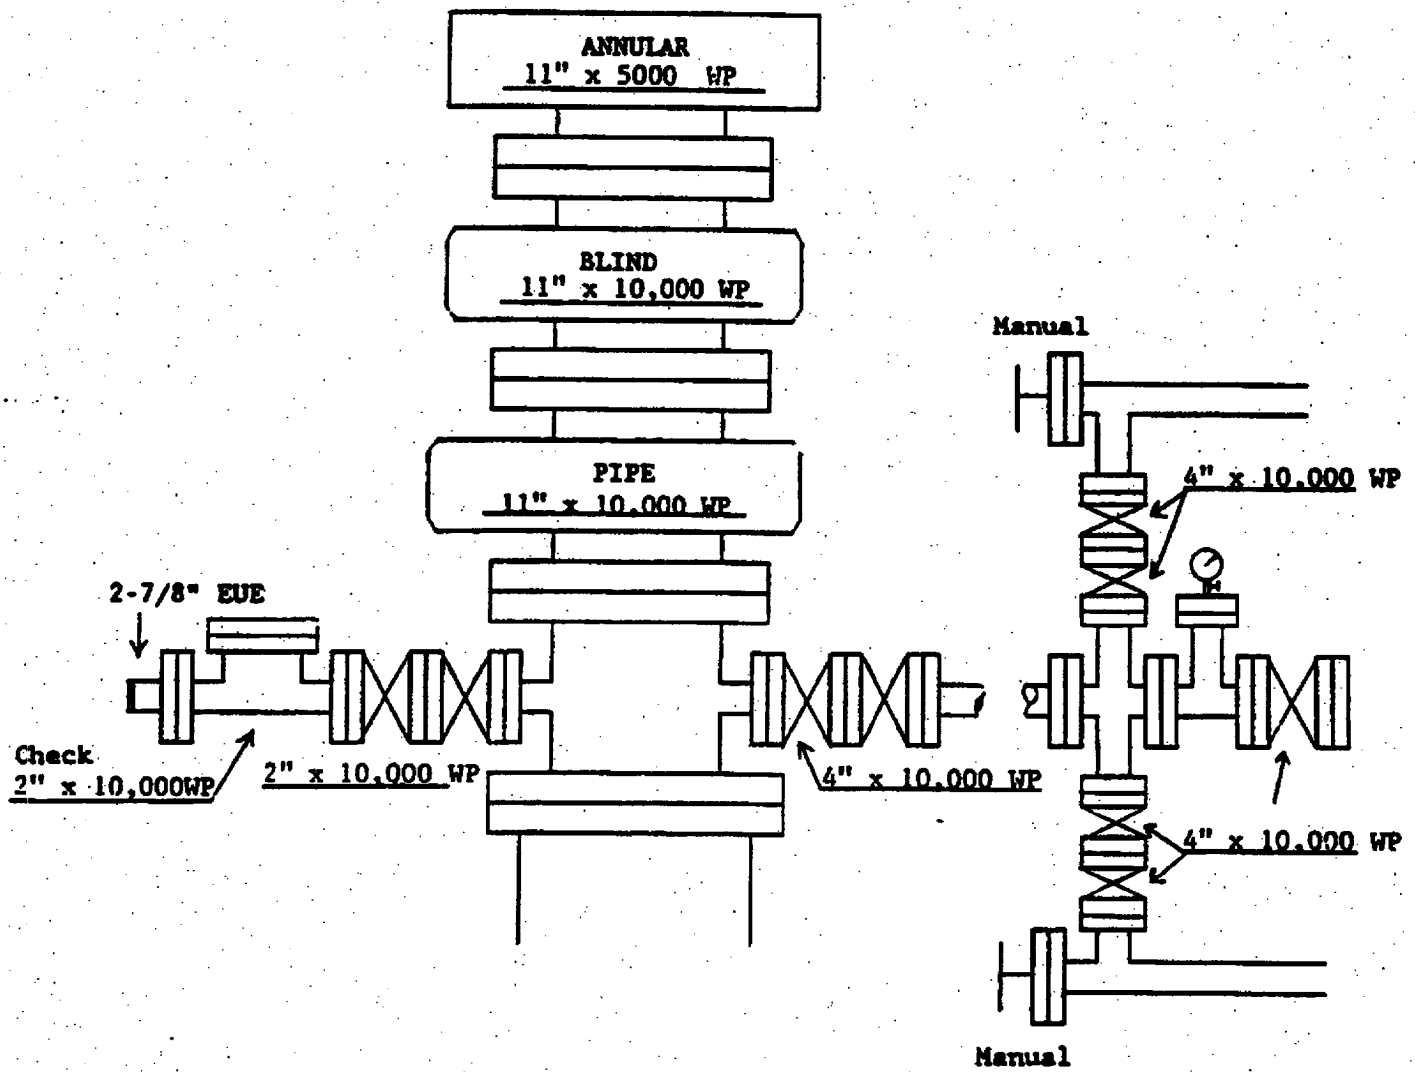 ANNULAR
11" x 5000 WP
BLIND
11" x 10,000 WP
Manual
PIPE
11" x 10,000 WP
4" x 10,000 WP
2-7/8" EUE
Check
2" x 10,000WP
2" x 10,000 WP
4" x 10,000 WP
4" x 10,000 WP
Manual